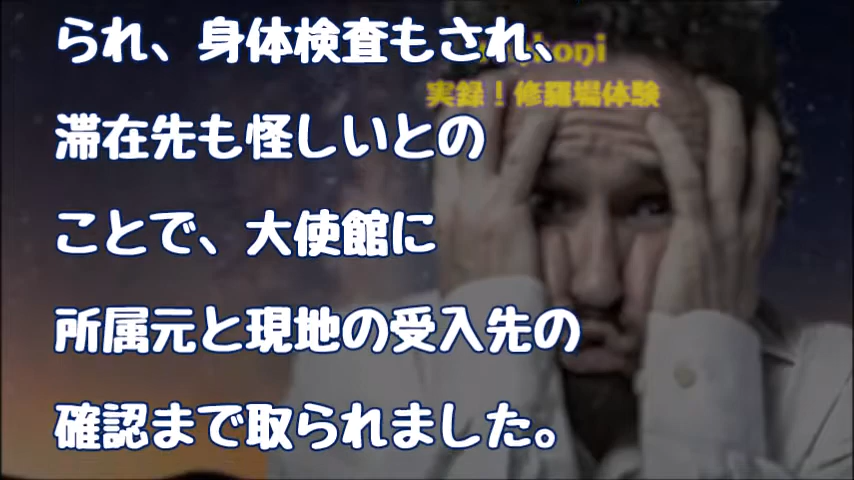 られ、身体検査もされ、
実録！修羅場体験
滞在先も怪しいとの
ことで、大使館に
所属元と現地の受入先の
確認まで取られました。